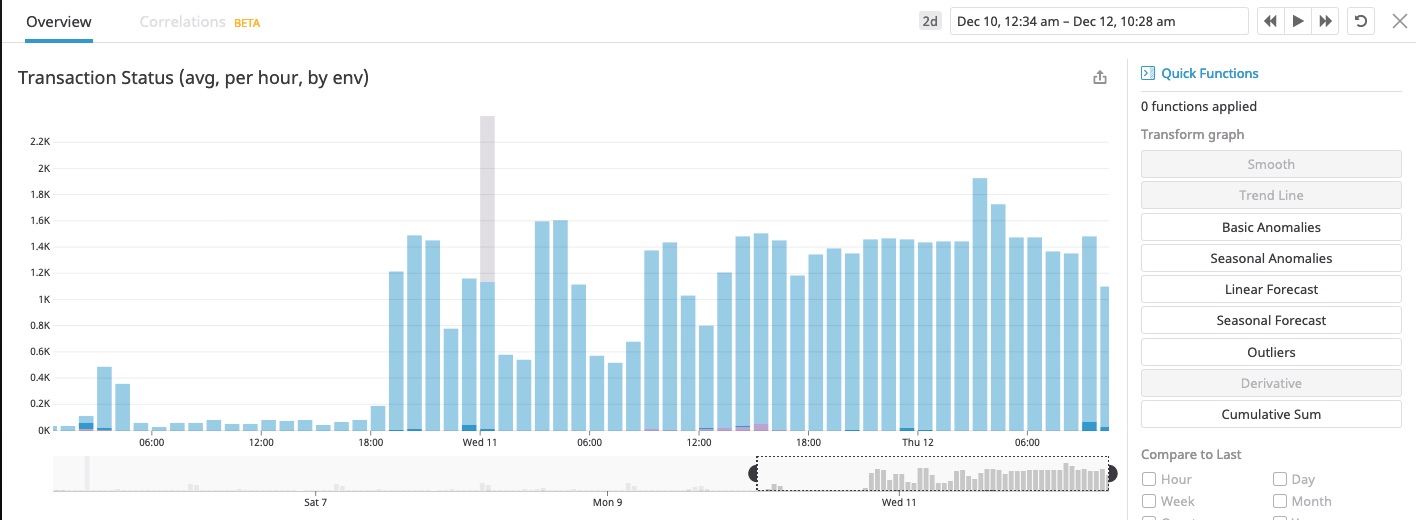 Overview Correlations BETA 2d Dec 10, 12:34 am – Dec 12, 10:28 am
Transaction Status (avg, per hour, by env)
2.2K
2K
1.8K
1.6K
1.4K
1.2K
1K
0.8K
0.6K
0.4K
0.2K
0K
06:00 12:00 18:00 Wed 11 06:00 12:00 18:00 Thu 12 06:00
Sat 7 Mon 9 Wed 11
Quick Functions
0 functions applied
Transform graph
Smooth
Trend Line
Basic Anomalies
Seasonal Anomalies
Linear Forecast
Seasonal Forecast
Outliers
Derivative
Cumulative Sum
Compare to Last
Hour Day
Week Month